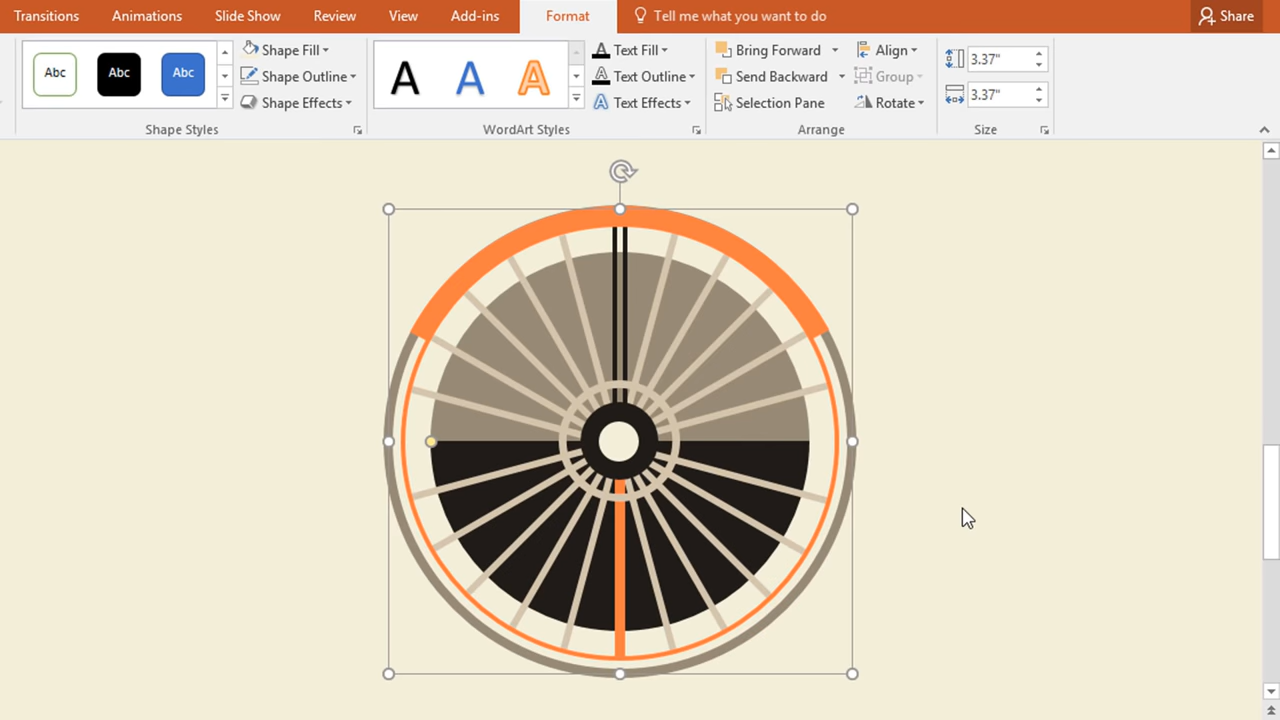 Transitions Animations Slide Show Review View Add-ins Format Tell me what you want to do Share
Abc Abc Abc Shape Fill A A A Text Fill Bring Forward Align 3.37"
Shape Outline Text Outline Send Backward Group
Shape Effects Text Effects Selection Pane Rotate 3.37"
Shape Styles WordArt Styles Arrange Size